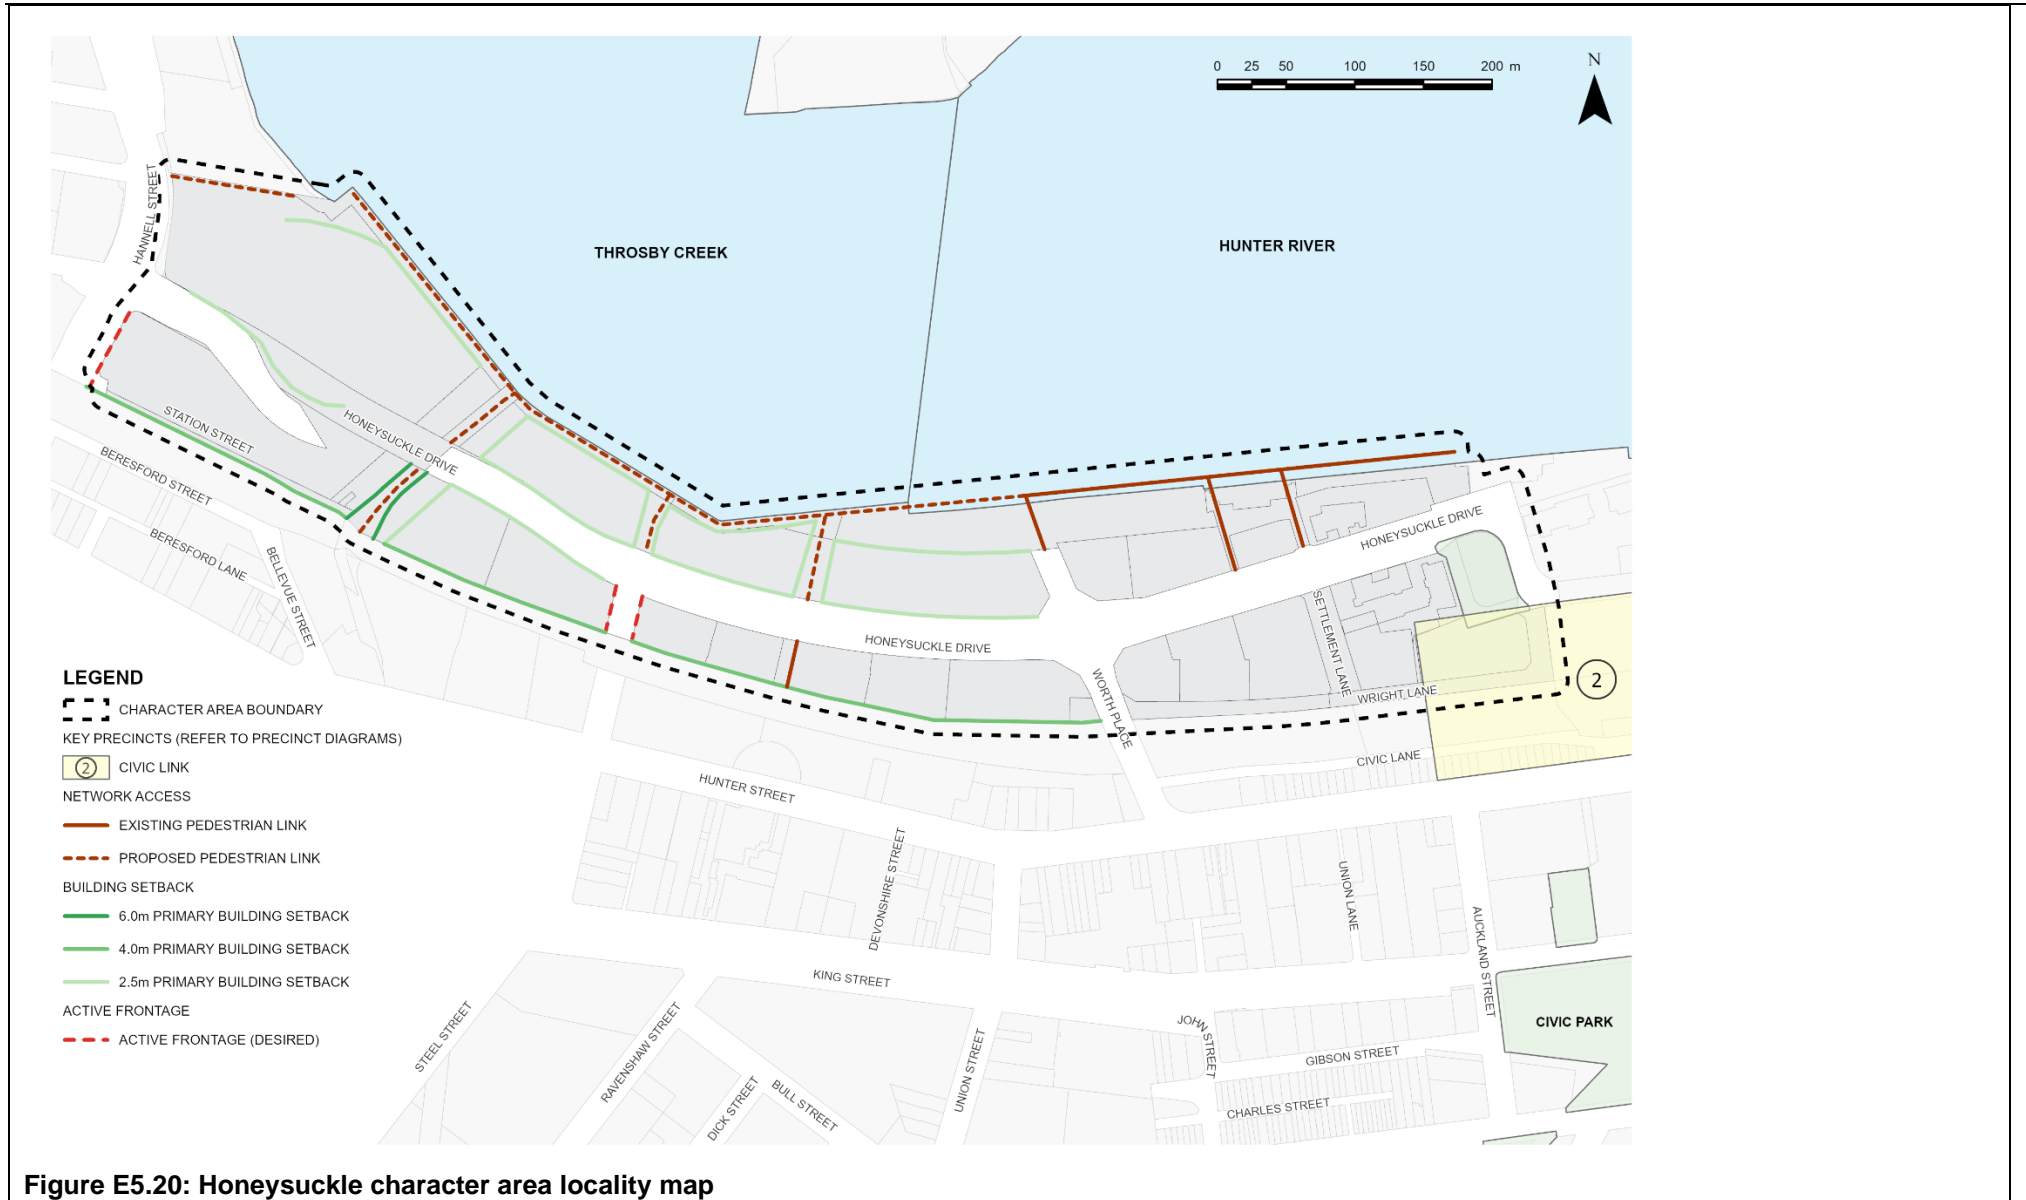 0 25 50 100 150 200 m
N
THROSBY CREEK
HUNTER RIVER
HANNELL STREET
STATION STREET
HONEYSUCKLE DRIVE
BERESFORD STREET
BERESFORD LANE
BELLEVUE STREET
HONEYSUCKLE DRIVE
HONEYSUCKLE DRIVE
SETTLEMENT LANE
WORTH PLACE
WRIGHT LANE
2
CIVIC LANE
HUNTER STREET
DEVONSHIRE STREET
UNION LANE
AUCKLAND STREET
KING STREET
STEEL STREET
RAVENSHAW STREET
DICK STREET
BULL STREET
UNION STREET
JOHN STREET
GIBSON STREET
CHARLES STREET
CIVIC PARK
LEGEND
CHARACTER AREA BOUNDARY
KEY PRECINCTS (REFER TO PRECINCT DIAGRAMS)
2 CIVIC LINK
NETWORK ACCESS
EXISTING PEDESTRIAN LINK
PROPOSED PEDESTRIAN LINK
BUILDING SETBACK
6.0m PRIMARY BUILDING SETBACK
4.0m PRIMARY BUILDING SETBACK
2.5m PRIMARY BUILDING SETBACK
ACTIVE FRONTAGE
ACTIVE FRONTAGE (DESIRED)
Figure E5.20: Honeysuckle character area locality map